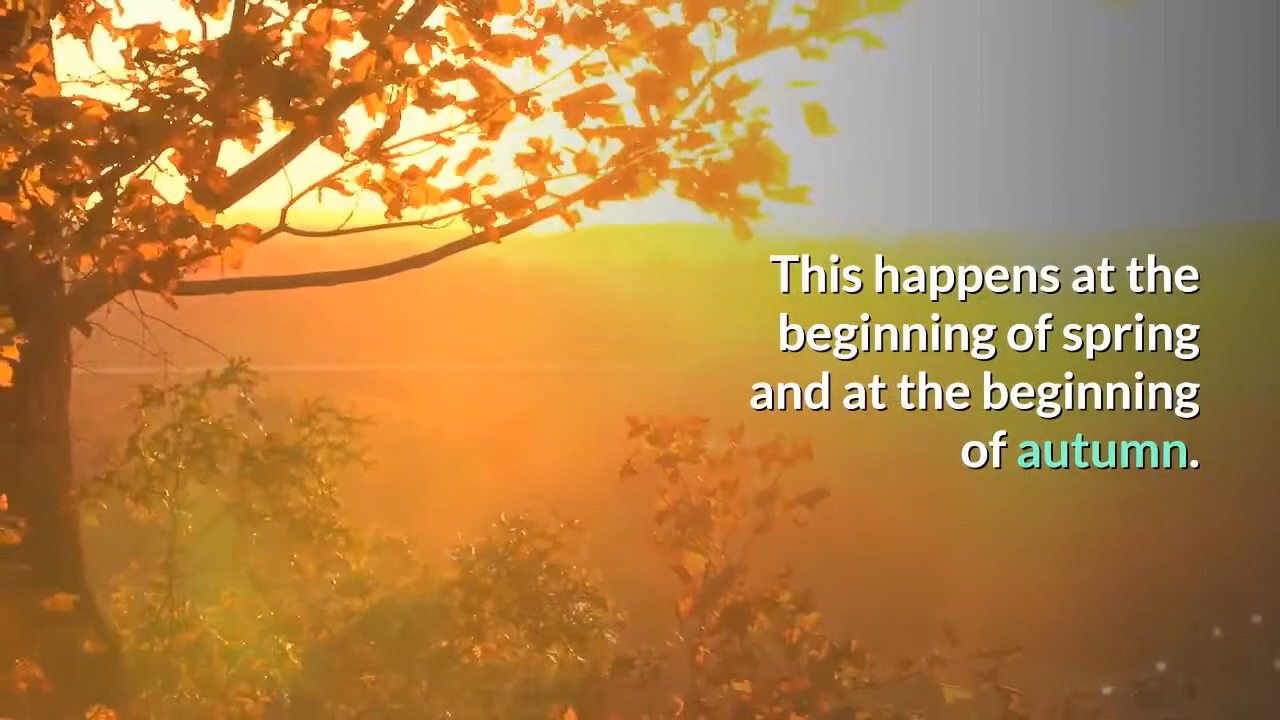 This happens at the
beginning of spring
and at the beginning
of autumn.